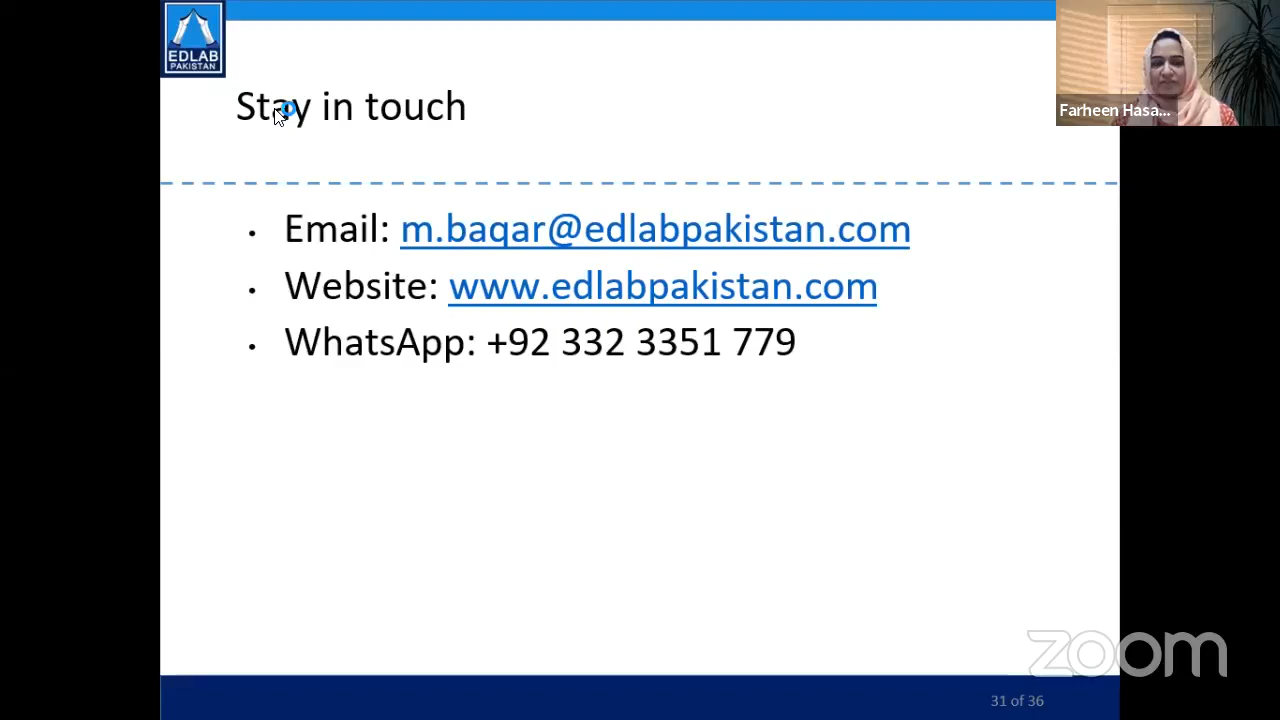 EDLAB
PAKISTAN
Farheen Hasa...
Stay in touch
• Email: m.baqar@edlabpakistan.com
• Website: www.edlabpakistan.com
• WhatsApp: +92 332 3351 779
zoom
31 of 36